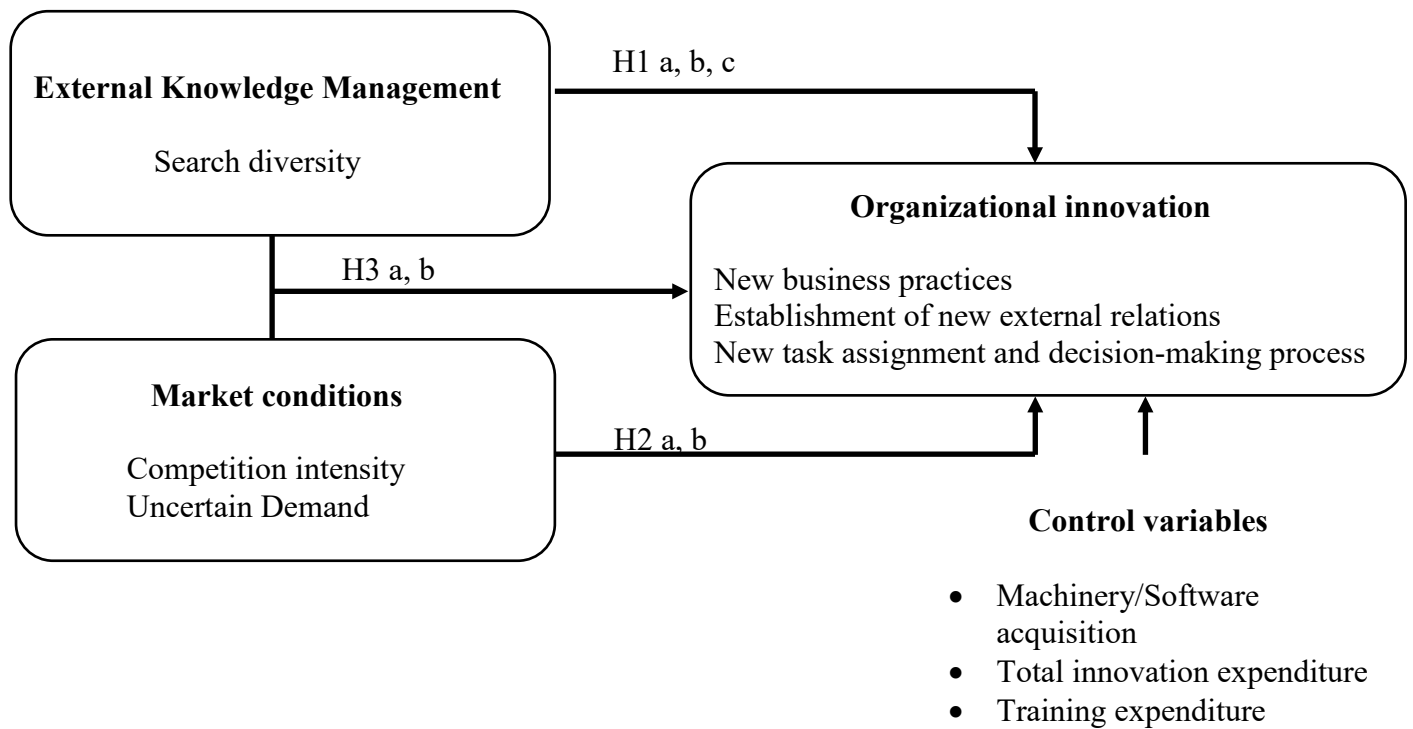 H1 a, b, c
External Knowledge Management
Search diversity
Organizational innovation
H3 a, b
New business practices
Establishment of new external relations
New task assignment and decision-making process
Market conditions
H2 a, b
Competition intensity
Uncertain Demand
Control variables
• Machinery/Software
acquisition
• Total innovation expenditure
• Training expenditure